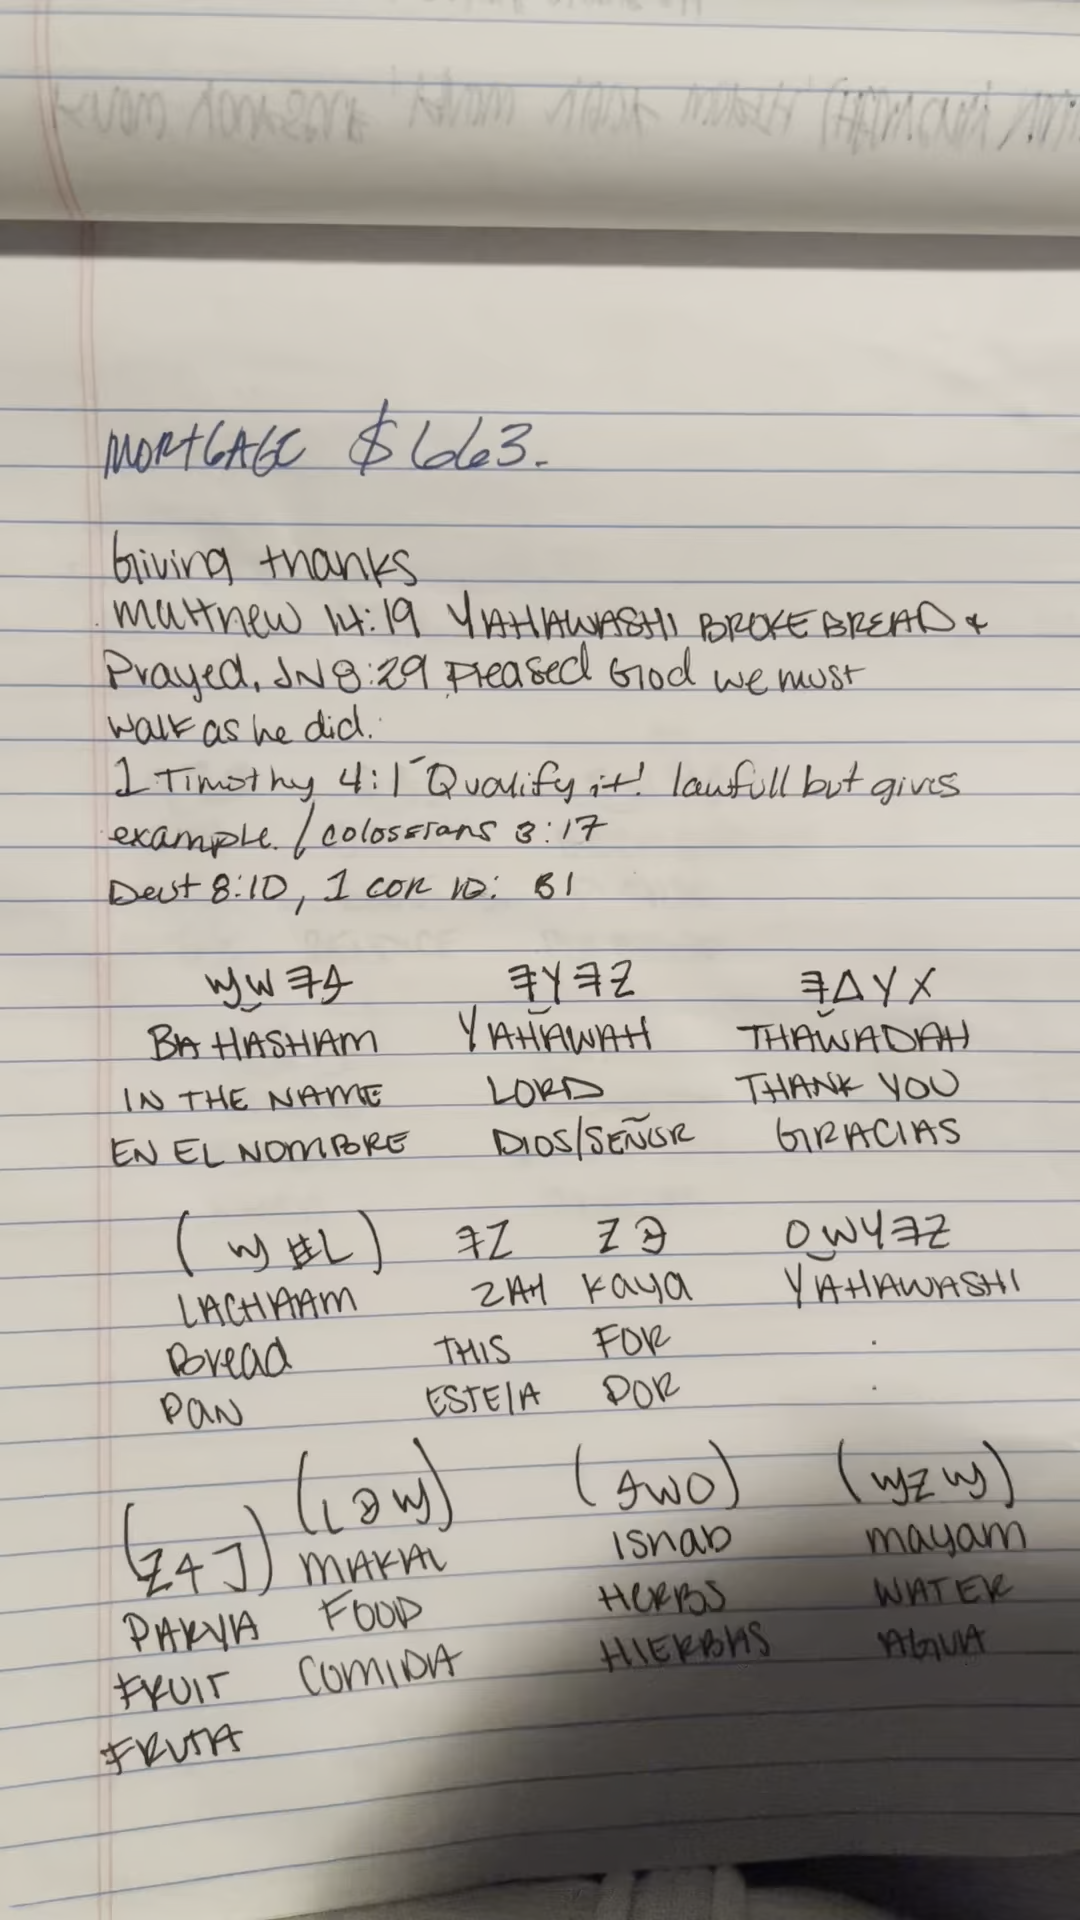 MORTGAGE $663.
Giving thanks
Matthew 14:19 YAHAWASHI BROKE BREAD &
Prayed, JN 8:29 Pleased God we must
walk as he did.
1 Timothy 4:1 "Qualify it! lawfull but gives
example. / colossians 3:17
Deut 8:10, 1 COR 10: 31
𐤌𐤔𐤄𐤁 𐤄𐤅𐤄𐤉 𐤄𐤃𐤅𐤕
BA HASHAM YAHAWAH THAWADAH
IN THE NAME LORD THANK YOU
EN EL NOMBRE DIOS/SEÑOR GRACIAS
LACHAAM ZAH Kaya YAHAWASHI
Bread THIS FOR .
PAN ESTE/A POR .
MAKAL ISHAB mayam
PARYA FOOD HERBS WATER
FRUIT COMIDA HIERBAS AGUA
FRUTA